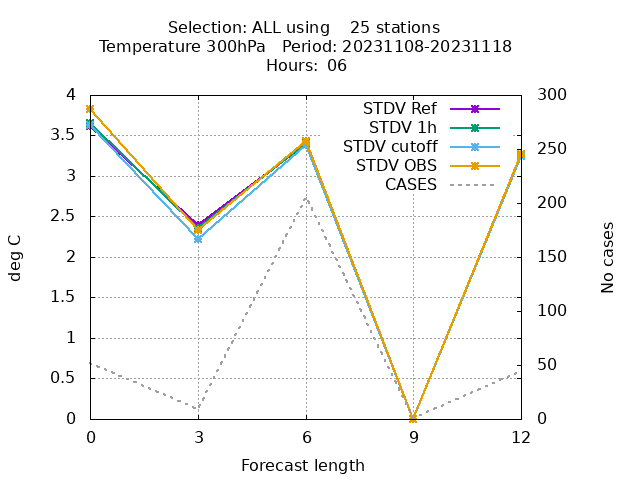 Selection: ALL using    25 stations
Temperature 300hPa   Period: 20231108-20231118
Hours: 06
deg C
No cases
4
3.5
3
2.5
2
1.5
1
0.5
0
300
250
200
150
100
50
0
STDV Ref
STDV 1h
STDV cutoff
STDV OBS
CASES
0 3 6 9 12
Forecast length